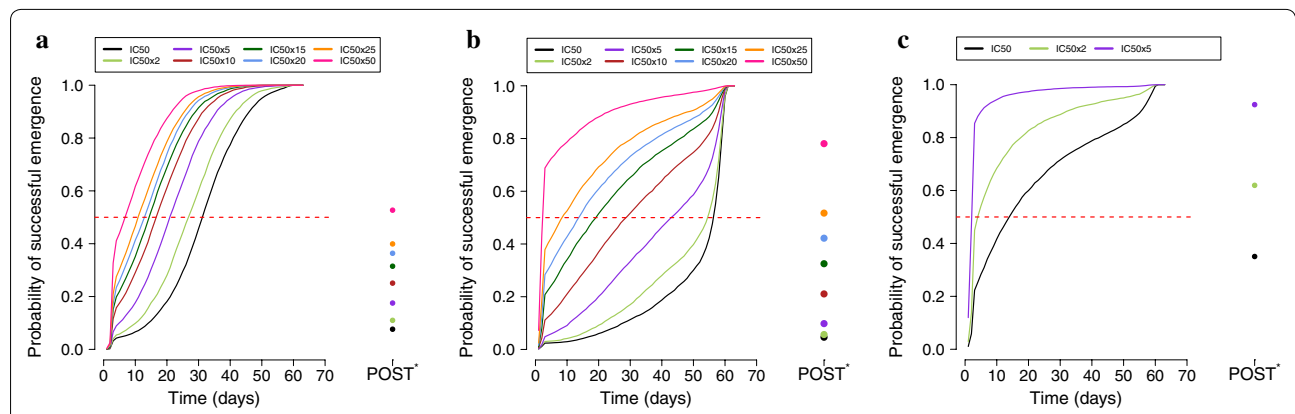 a
IC50 IC50x5 IC50x15 IC50x25
IC50x2 IC50x10 IC50x20 IC50x50
Probability of successful emergence
1.0
0.8
0.6
0.4
0.2
0.0
0 10 20 30 40 50 60 70
POST*
Time (days)
b
IC50 IC50x5 IC50x15 IC50x25
IC50x2 IC50x10 IC50x20 IC50x50
Probability of successful emergence
1.0
0.8
0.6
0.4
0.2
0.0
0 10 20 30 40 50 60 70
POST*
Time (days)
c
IC50 IC50x2 IC50x5
Probability of successful emergence
1.0
0.8
0.6
0.4
0.2
0.0
0 10 20 30 40 50 60 70
POST*
Time (days)